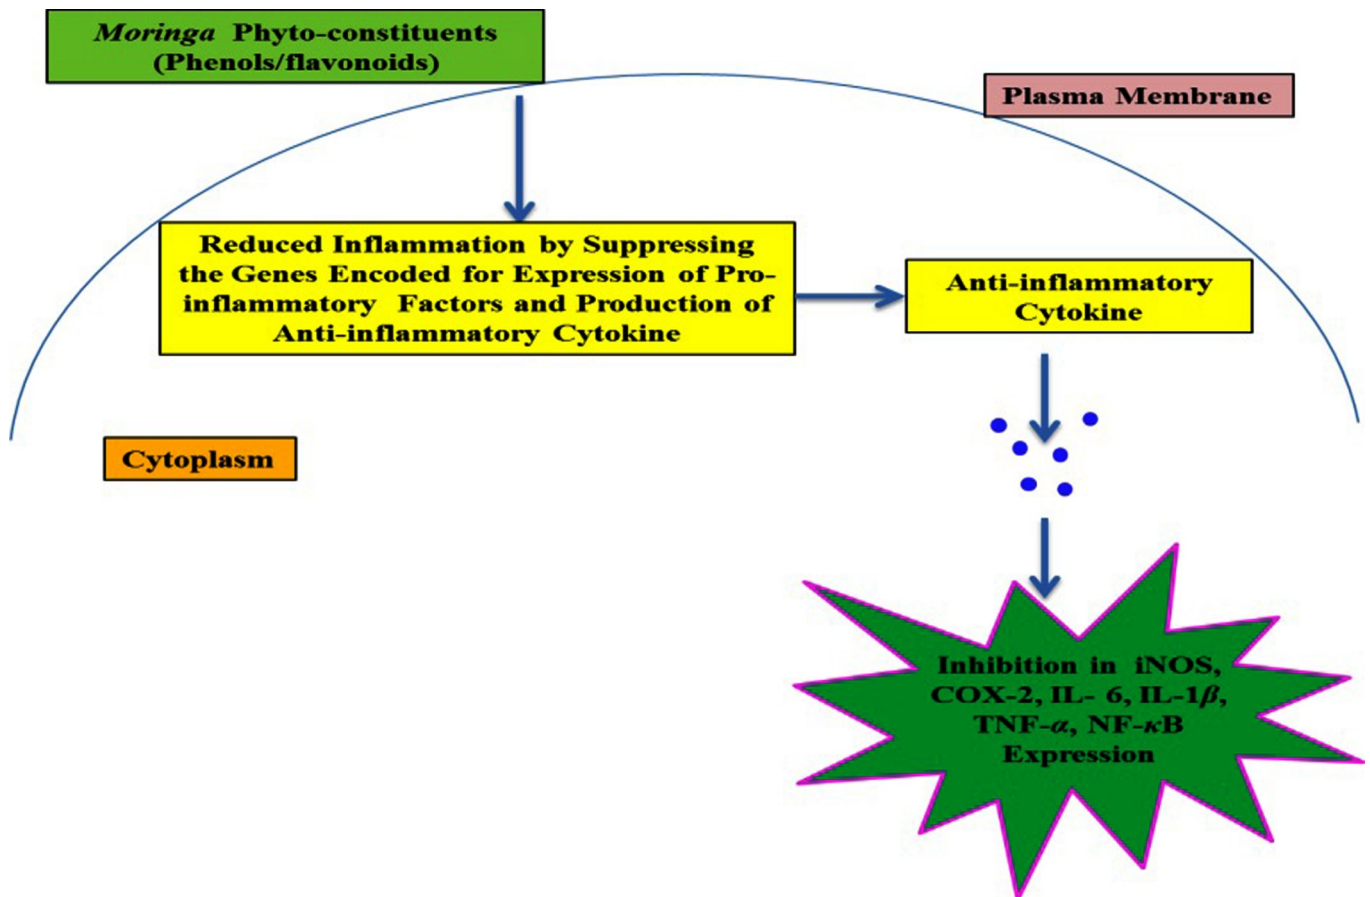 Moringa Phyto-constituents
(Phenols/flavonoids)
Plasma Membrane
Reduced Inflammation by Suppressing
the Genes Encoded for Expression of Pro-
inflammatory Factors and Production of
Anti-inflammatory Cytokine
Anti-inflammatory
Cytokine
Cytoplasm
Inhibition in iNOS,
COX-2, IL- 6, IL-1β,
TNF-α, NF-κB
Expression